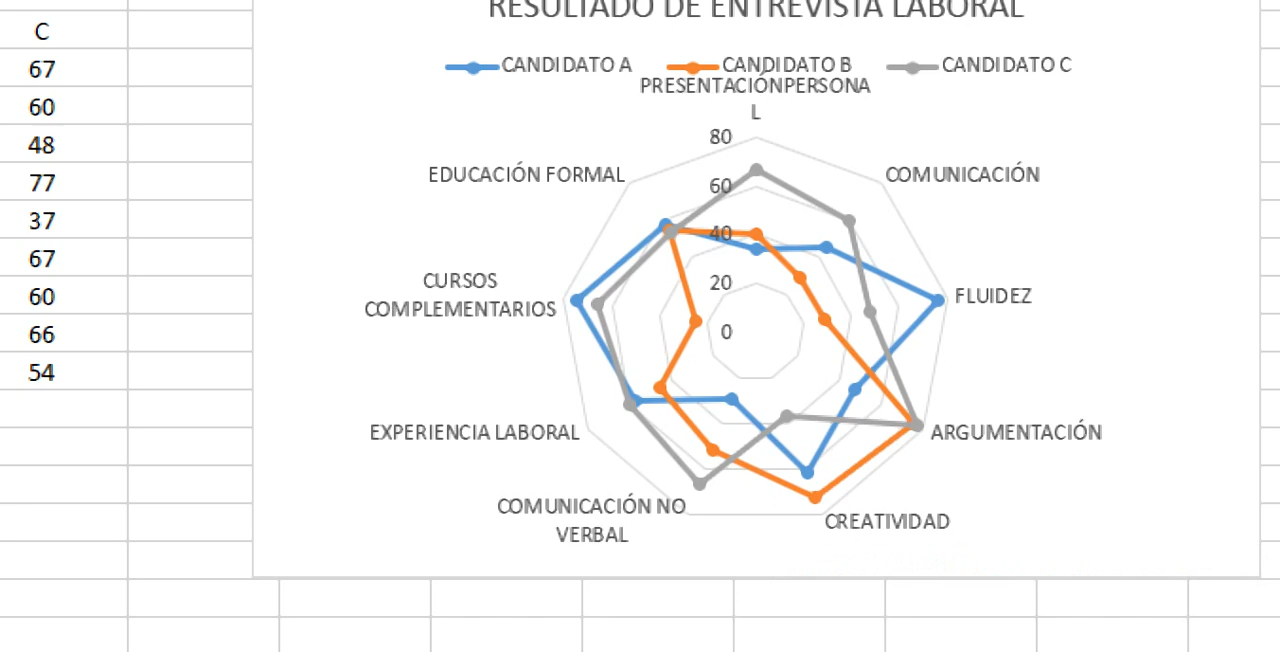 RESULTADO DE ENTREVISTA LABORAL
C
67
60
48
77
37
67
60
66
54
CANDIDATO A
CANDIDATO B
CANDIDATO C
PRESENTACIÓNPERSONA
L
80
60
40
20
0
COMUNICACIÓN
FLUIDEZ
ARGUMENTACIÓN
CREATIVIDAD
COMUNICACIÓN NO
VERBAL
EXPERIENCIA LABORAL
CURSOS
COMPLEMENTARIOS
EDUCACIÓN FORMAL